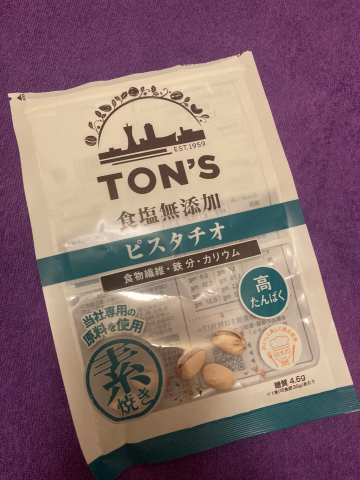 EST.1959
TON'S
食塩無添加
ピスタチオ
食物繊維・鉄分・カリウム
高
たんぱく
当社専用の
原料を使用
素
焼き
糖質 4.6g